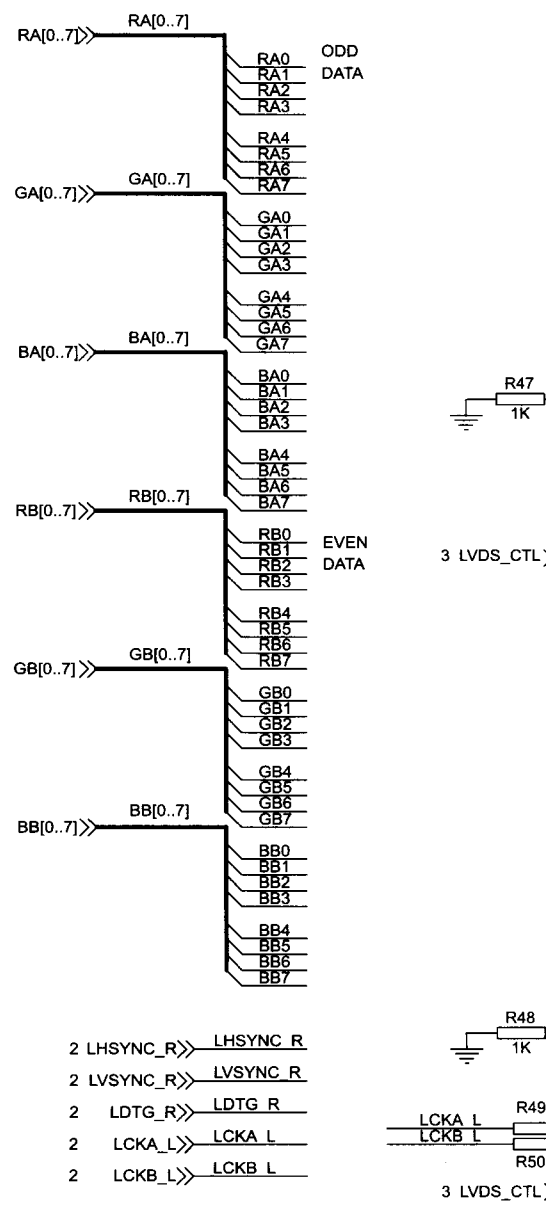 RA[0..7] RA[0..7]
ODD
DATA
RA0
RA1
RA2
RA3
RA4
RA5
RA6
RA7
GA[0..7] GA[0..7]
GA0
GA1
GA2
GA3
GA4
GA5
GA6
GA7
BA[0..7] BA[0..7]
BA0
BA1
BA2
BA3
BA4
BA5
BA6
BA7
R47
1K
RB[0..7] RB[0..7]
EVEN
DATA
RB0
RB1
RB2
RB3
RB4
RB5
RB6
RB7
3 LVDS_CTL
GB[0..7] GB[0..7]
GB0
GB1
GB2
GB3
GB4
GB5
GB6
GB7
BB[0..7] BB[0..7]
BB0
BB1
BB2
BB3
BB4
BB5
BB6
BB7
R48
1K
2 LHSYNC_R LHSYNC_R
2 LVSYNC_R LVSYNC_R
2 LDTG_R LDTG_R
2 LCKA_L LCKA_L
2 LCKB_L LCKB_L
R49
LCKA_L
LCKB_L
R50
3 LVDS_CTL